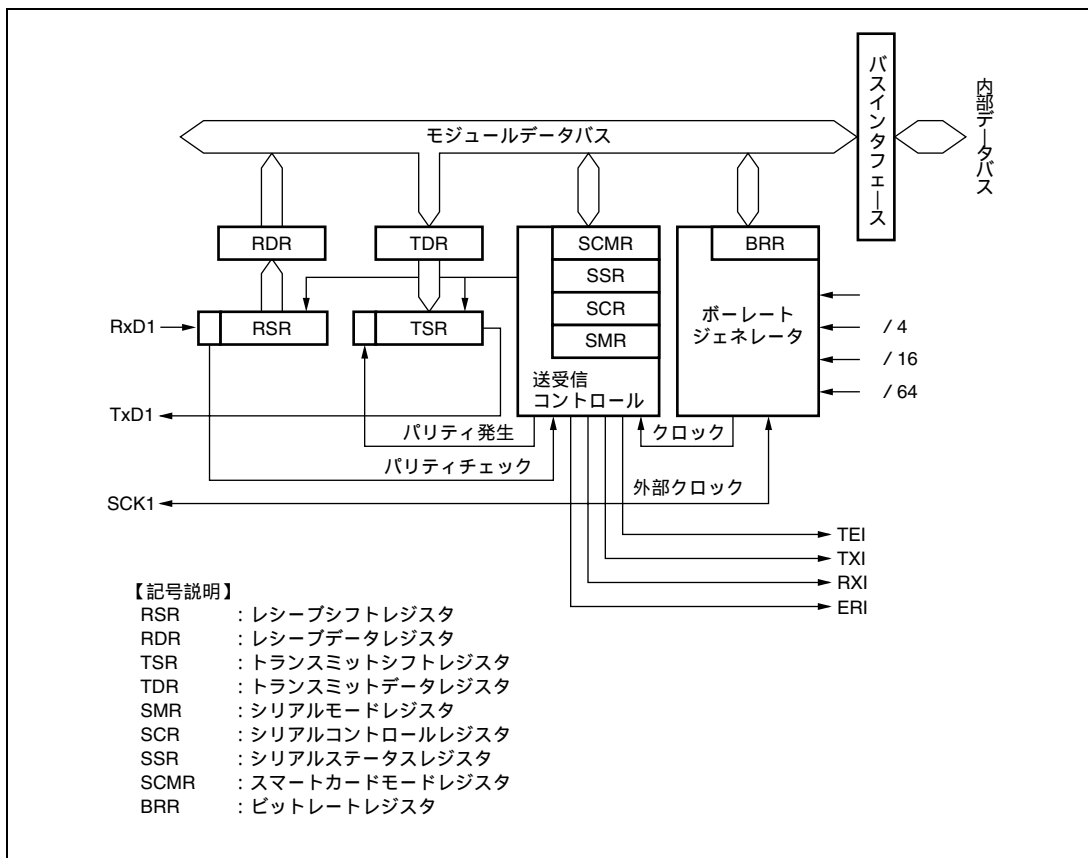 バスインタフェース
内部データバス
モジュールデータバス
RDR
TDR
SCMR
BRR
SSR
SCR
SMR
ボーレート
ジェネレータ
RxD1
RSR
TSR
/ 4
/ 16
/ 64
送受信
コントロール
TxD1
パリティ発生
クロック
パリティチェック
SCK1
外部クロック
TEI
TXI
RXI
ERI
【記号説明】
RSR : レシーブシフトレジスタ
RDR : レシーブデータレジスタ
TSR : トランスミットシフトレジスタ
TDR : トランスミットデータレジスタ
SMR : シリアルモードレジスタ
SCR : シリアルコントロールレジスタ
SSR : シリアルステータスレジスタ
SCMR : スマートカードモードレジスタ
BRR : ビットレートレジスタ